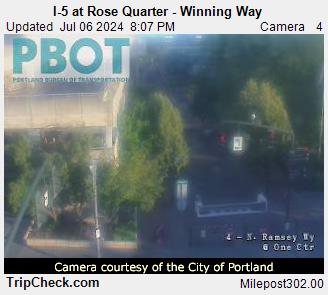 I-5 at Rose Quarter - Winning Way
Updated Jul 06 2024 8:07 PM Camera 4
PBOT
PORTLAND BUREAU OF TRANSPORTATION
4 - N. Ramsey Wy
@ One Ctr
Camera courtesy of the City of Portland
TripCheck.com Milepost302.00